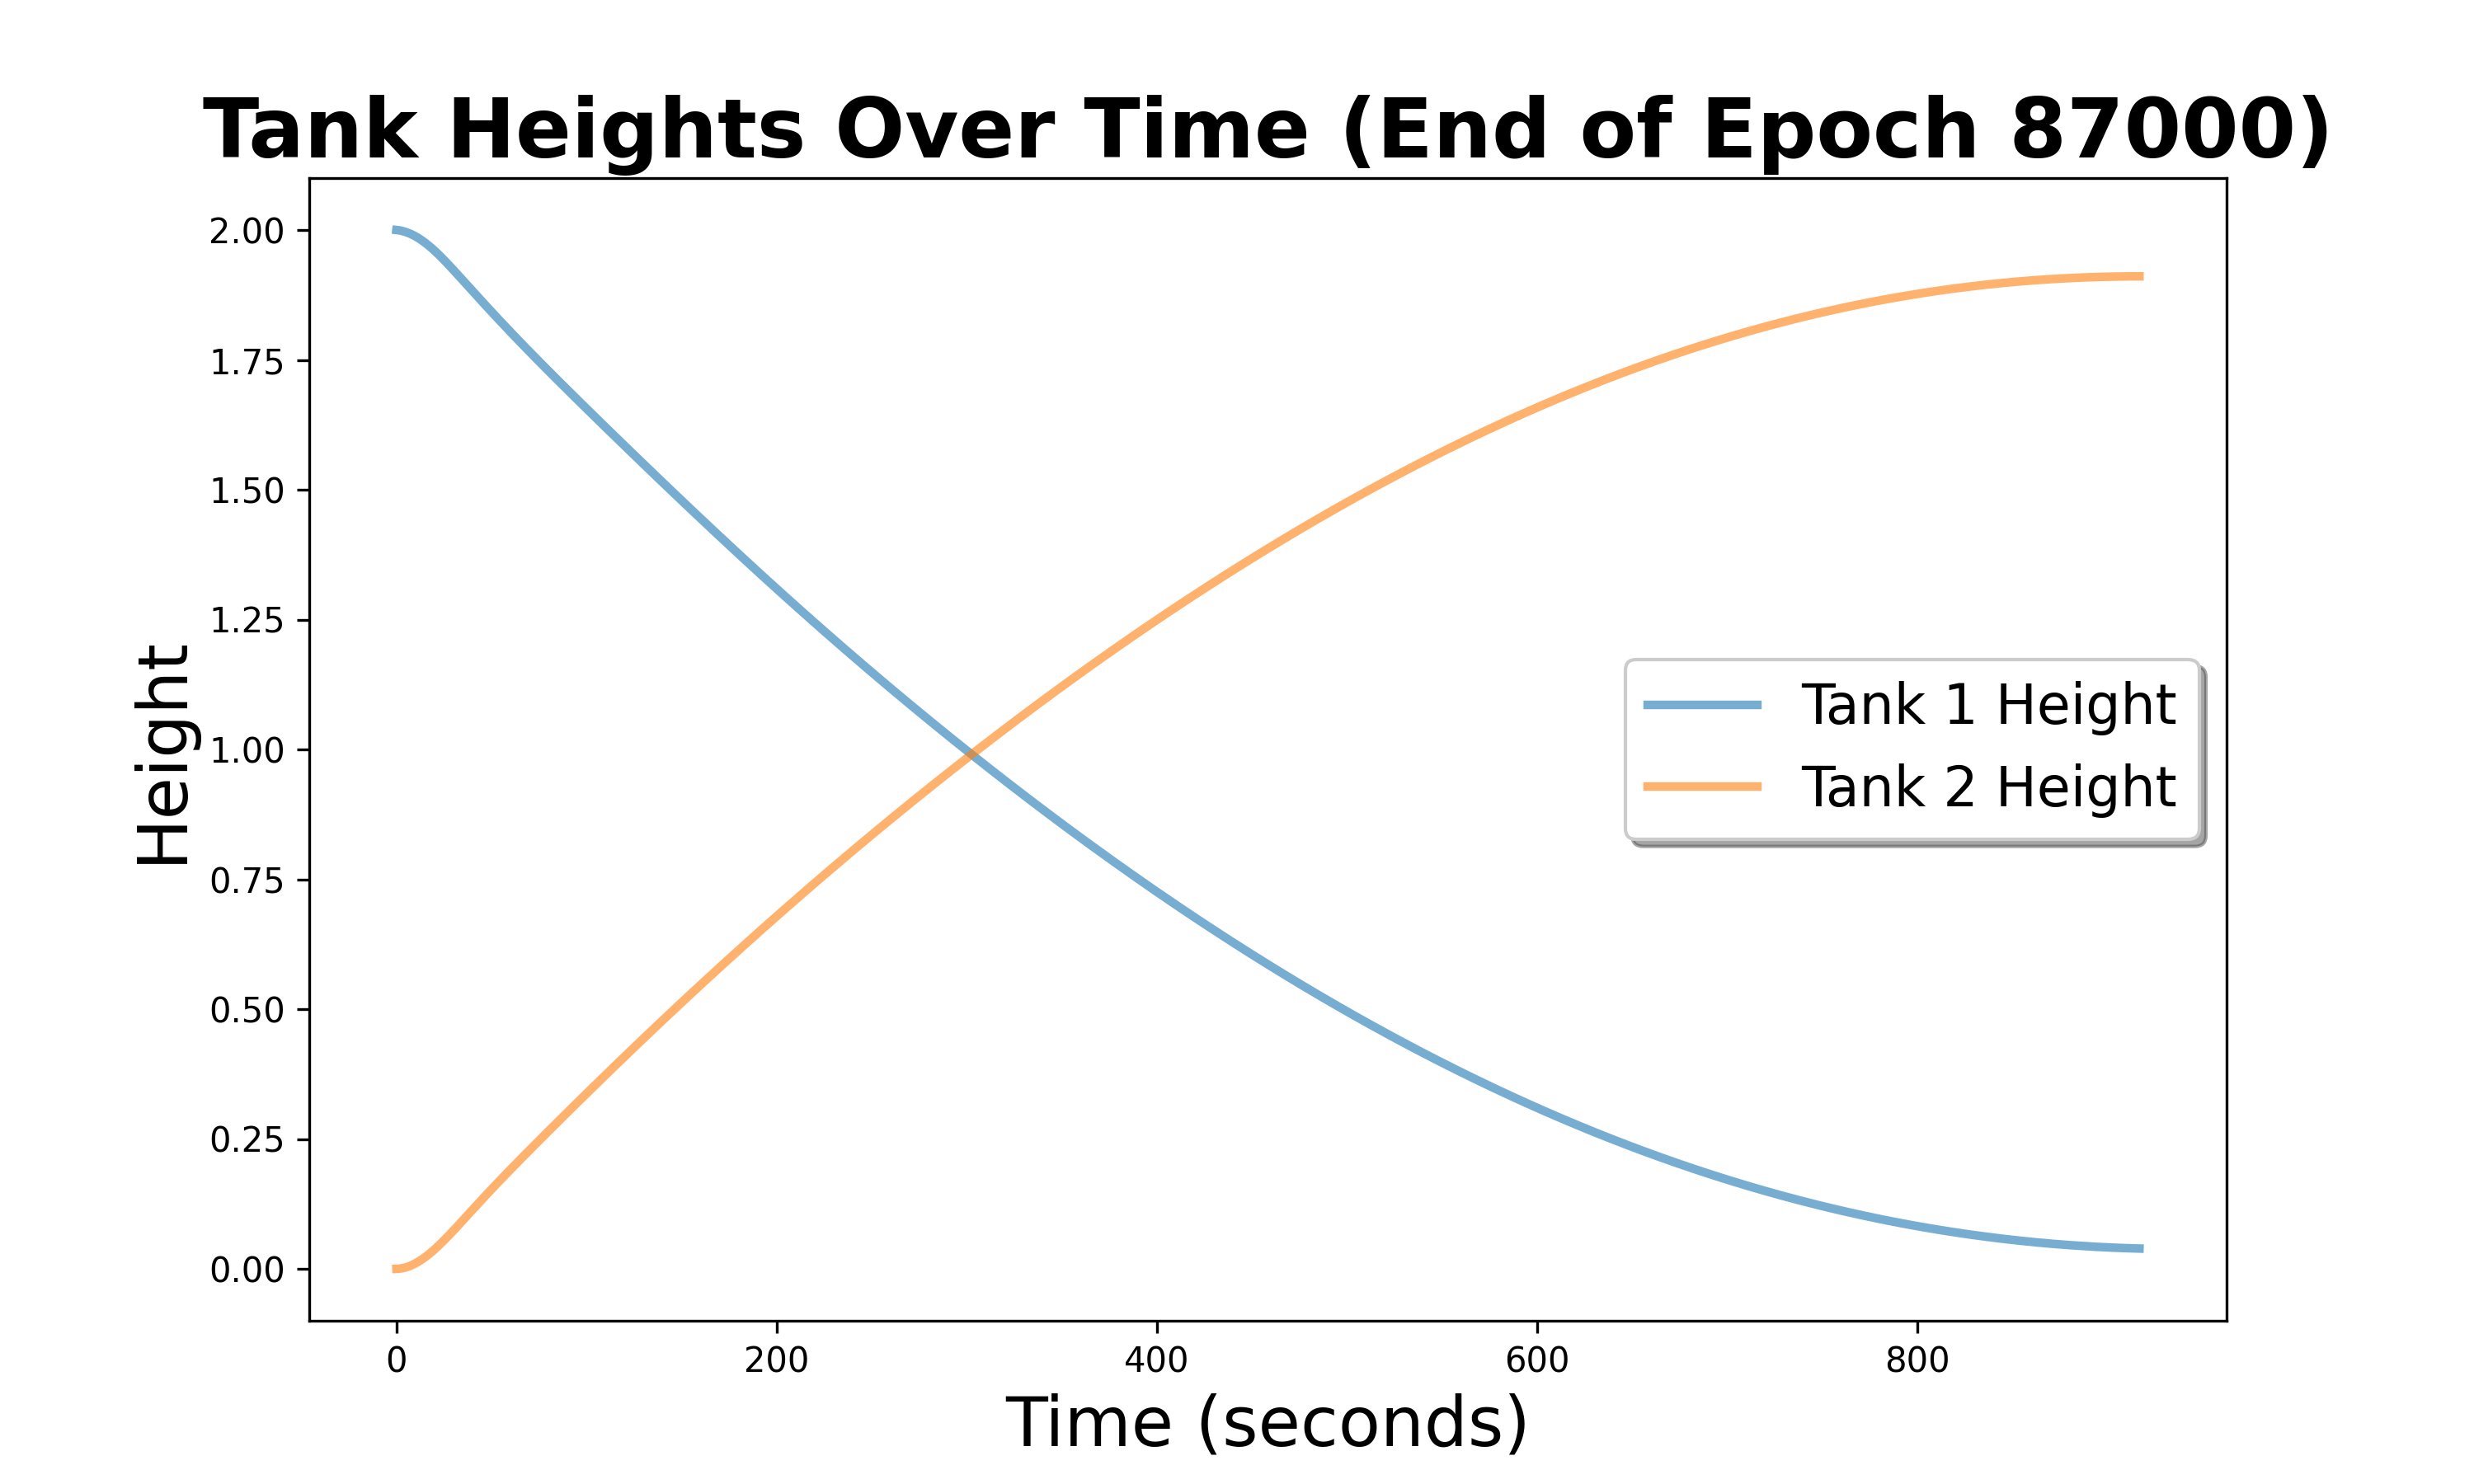 Tank Heights Over Time (End of Epoch 87000)
2.00
1.75
1.50
1.25
1.00
0.75
0.50
0.25
0.00
Height
Tank 1 Height
Tank 2 Height
0 200 400 600 800
Time (seconds)